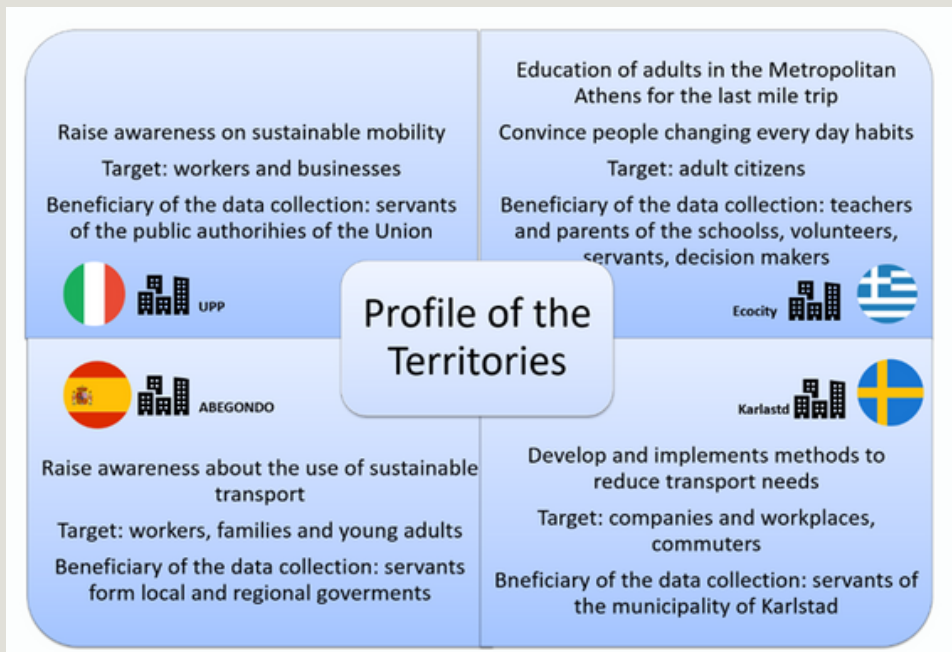 Raise awareness on sustainable mobility
Target: workers and businesses
Beneficiary of the data collection: servants
of the public authorihies of the Union
UPP
Education of adults in the Metropolitan
Athens for the last mile trip
Convince people changing every day habits
Target: adult citizens
Beneficiary of the data collection: teachers
and parents of the schoolss, volunteers,
servants, decision makers
Ecocity
Profile of the
Territories
ABEGONDO
Raise awareness about the use of sustainable
transport
Target: workers, families and young adults
Beneficiary of the data collection: servants
form local and regional goverments
Karlastd
Develop and implements methods to
reduce transport needs
Target: companies and workplaces,
commuters
Bneficiary of the data collection: servants of
the municipality of Karlstad